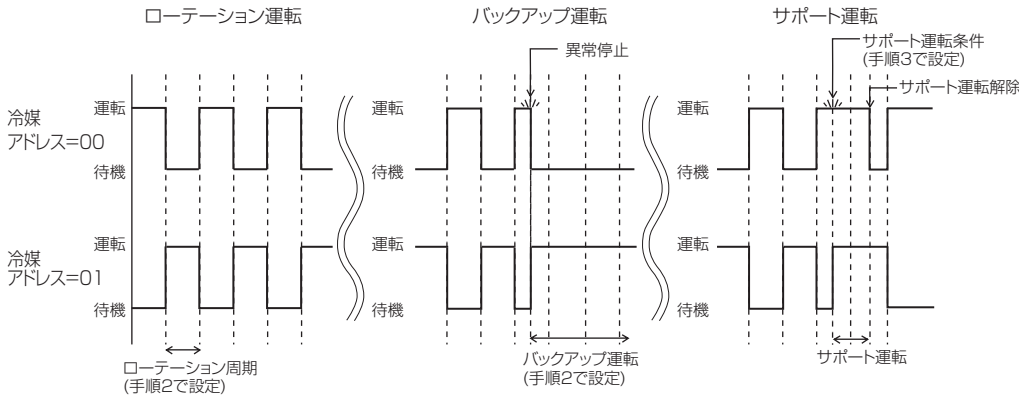 ローテーション運転
バックアップ運転
サポート運転
異常停止
サポート運転条件
(手順3で設定)
サポート運転解除
冷媒
アドレス=00
運転
待機
運転
待機
運転
待機
冷媒
アドレス=01
運転
待機
運転
待機
運転
待機
ローテーション周期
(手順2で設定)
バックアップ運転
(手順2で設定)
サポート運転